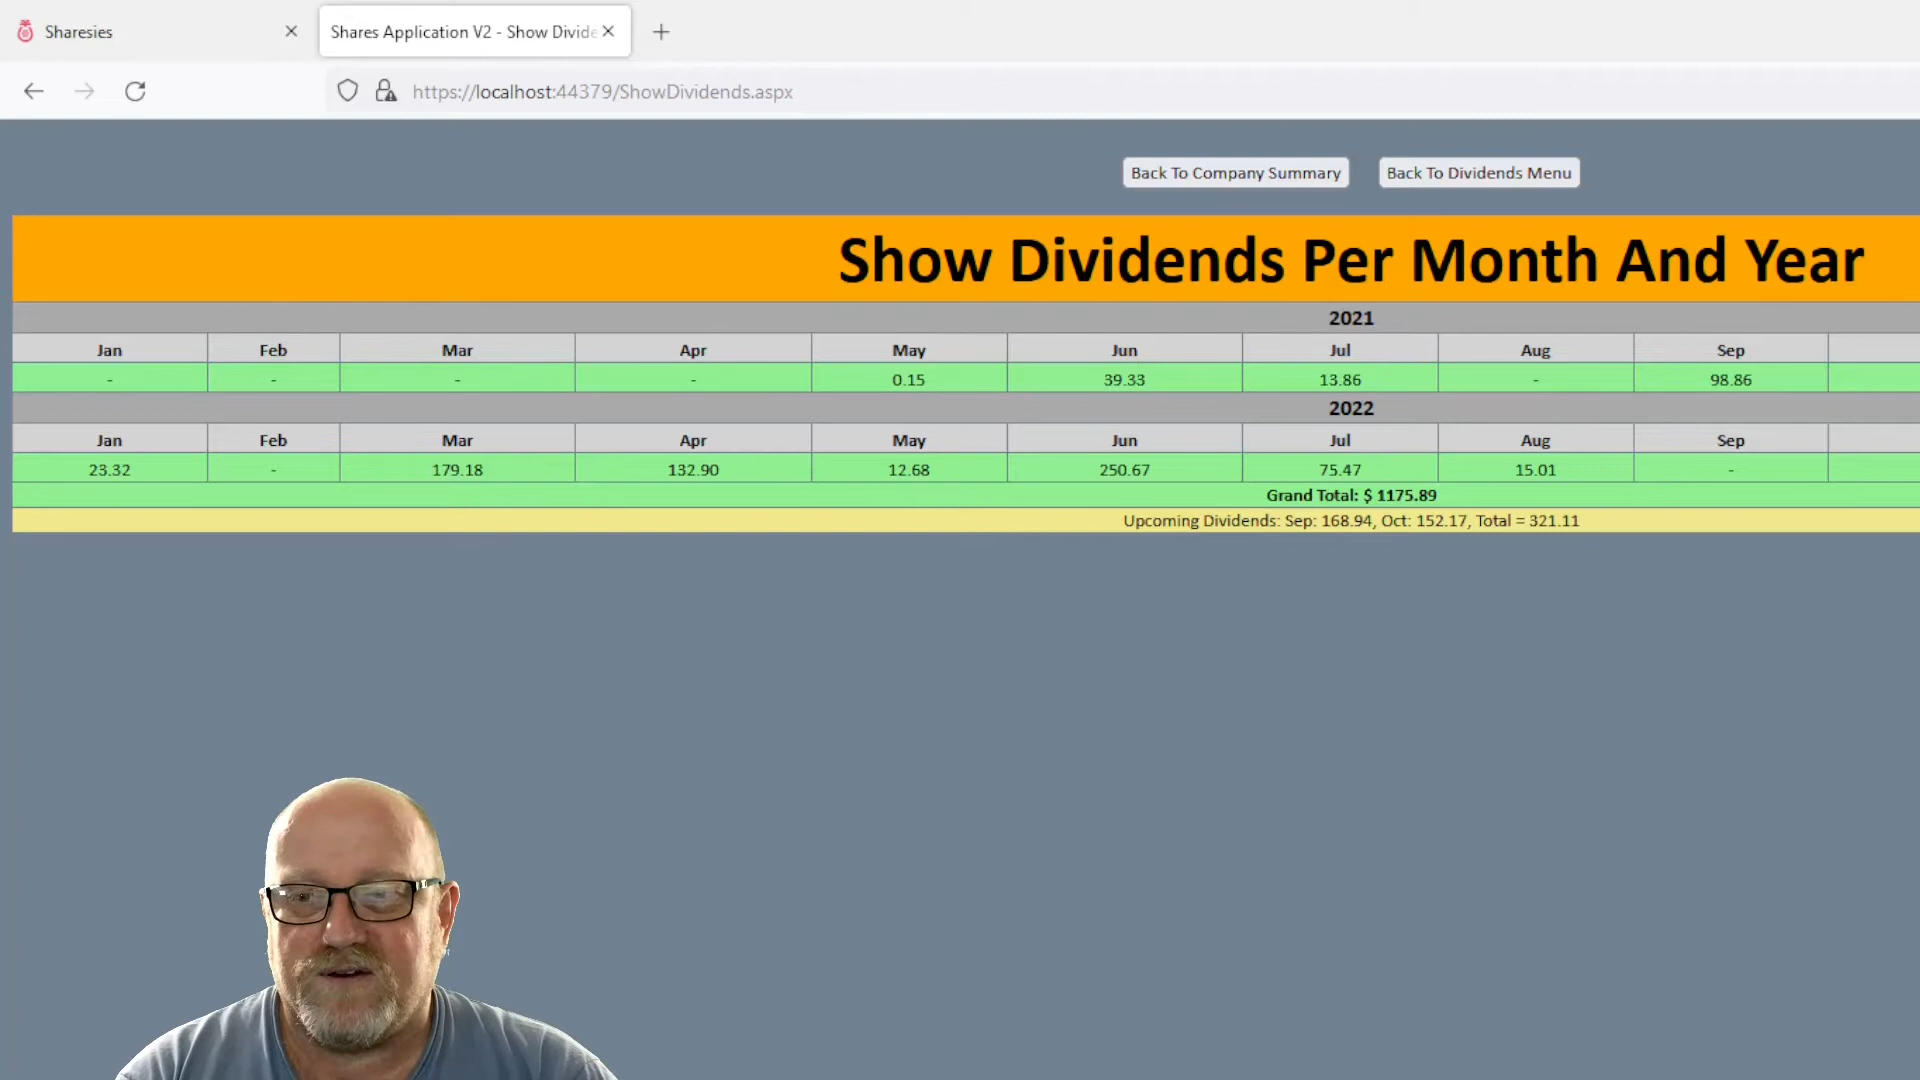 Sharesies
Shares Application V2 - Show Divide
https://localhost:44379/ShowDividends.aspx
Back To Company Summary Back To Dividends Menu
Show Dividends Per Month And Year
2021
Jan Feb Mar Apr May Jun Jul Aug Sep
- - - - 0.15 39.33 13.86 - 98.86
2022
Jan Feb Mar Apr May Jun Jul Aug Sep
23.32 - 179.18 132.90 12.68 250.67 75.47 15.01 -
Grand Total: $ 1175.89
Upcoming Dividends: Sep: 168.94, Oct: 152.17, Total = 321.11